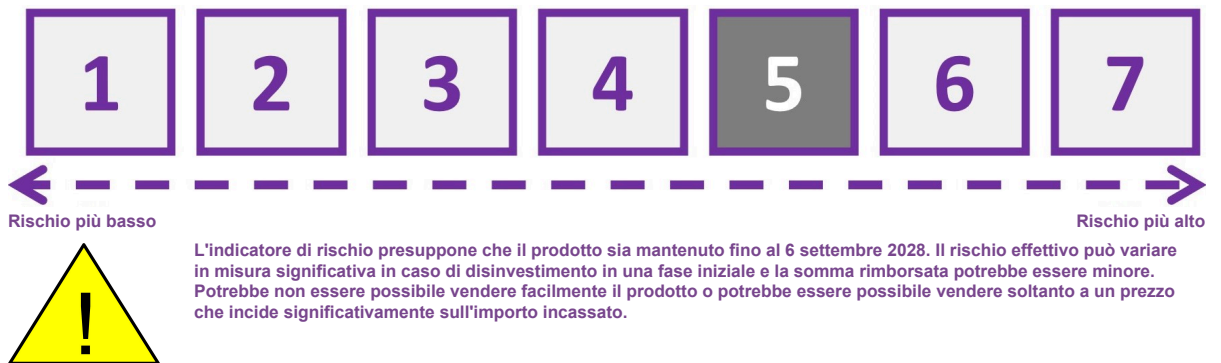 1 2 3 4 5 6 7
Rischio più basso Rischio più alto
L'indicatore di rischio presuppone che il prodotto sia mantenuto fino al 6 settembre 2028. Il rischio effettivo può variare
in misura significativa in caso di disinvestimento in una fase iniziale e la somma rimborsata potrebbe essere minore.
Potrebbe non essere possibile vendere facilmente il prodotto o potrebbe essere possibile vendere soltanto a un prezzo
che incide significativamente sull'importo incassato.
!